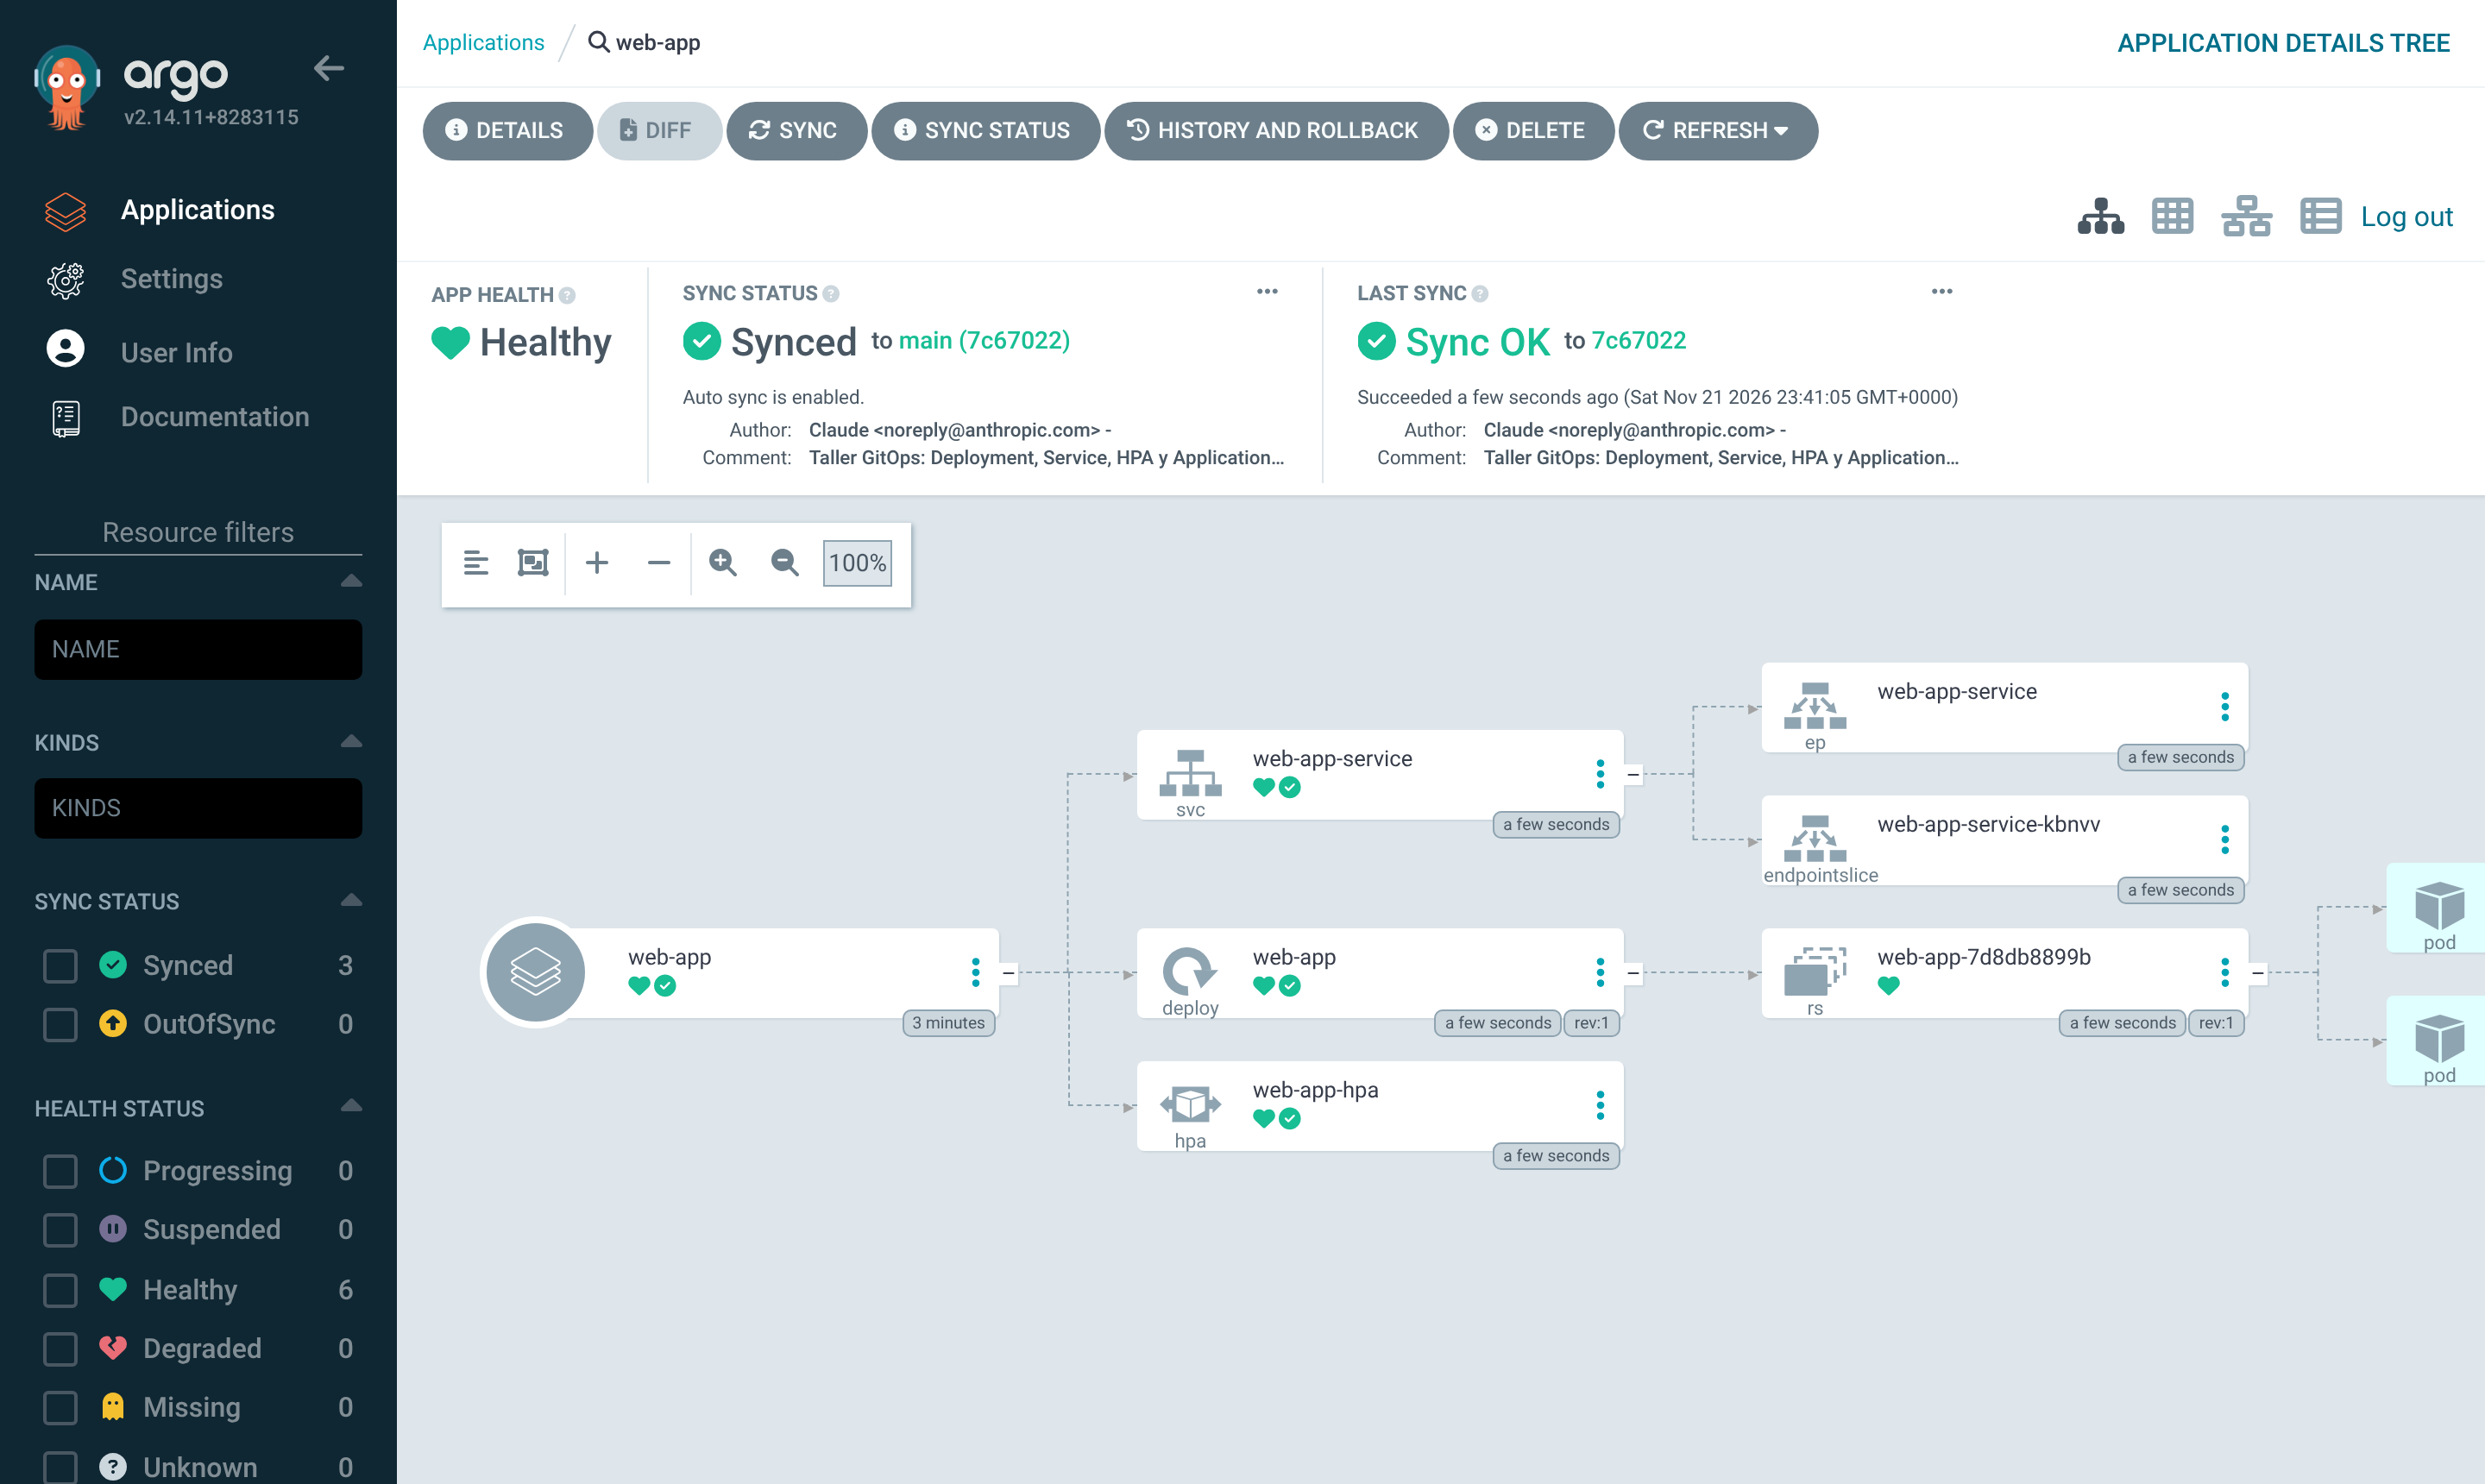 argo
v2.14.11+8283115
Applications
Settings
User Info
Documentation
Resource filters
NAME
NAME
KINDS
KINDS
SYNC STATUS
Synced 3
OutOfSync 0
HEALTH STATUS
Progressing 0
Suspended 0
Healthy 6
Degraded 0
Missing 0
Unknown 0
Applications / web-app
APPLICATION DETAILS TREE
DETAILS DIFF SYNC SYNC STATUS HISTORY AND ROLLBACK DELETE REFRESH
Log out
APP HEALTH
Healthy
SYNC STATUS
Synced to main (7c67022)
Auto sync is enabled.
Author: Claude <noreply@anthropic.com> -
Comment: Taller GitOps: Deployment, Service, HPA y Application...
LAST SYNC
Sync OK to 7c67022
Succeeded a few seconds ago (Sat Nov 21 2026 23:41:05 GMT+0000)
Author: Claude <noreply@anthropic.com> -
Comment: Taller GitOps: Deployment, Service, HPA y Application...
100%
web-app
3 minutes
web-app-service
svc
a few seconds
web-app
deploy
a few seconds
rev:1
web-app-hpa
hpa
a few seconds
web-app-service
ep
a few seconds
web-app-service-kbnvv
endpointslice
a few seconds
web-app-7d8db8899b
rs
a few seconds
rev:1
pod
pod